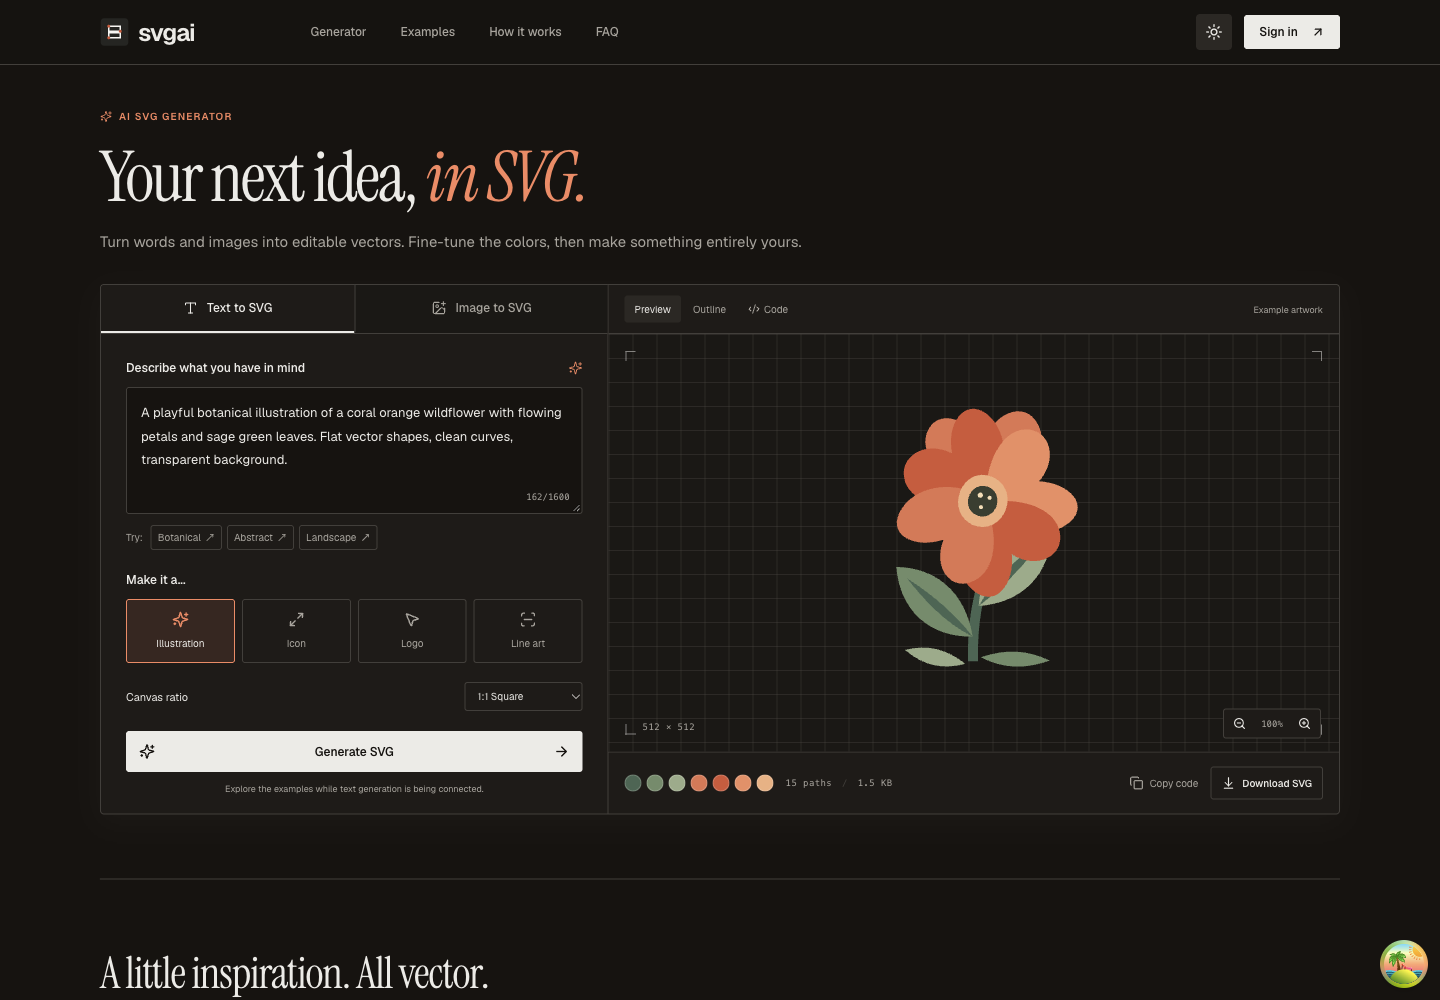 svgai
Generator
Examples
How it works
FAQ
Sign in
AI SVG GENERATOR
Your next idea, in SVG.
Turn words and images into editable vectors. Fine-tune the colors, then make something entirely yours.
Text to SVG
Image to SVG
Describe what you have in mind
A playful botanical illustration of a coral orange wildflower with flowing
petals and sage green leaves. Flat vector shapes, clean curves,
transparent background.
162/1600
Try:
Botanical ↗
Abstract ↗
Landscape ↗
Make it a...
Illustration
Icon
Logo
Line art
Canvas ratio
1:1 Square
Generate SVG
Explore the examples while text generation is being connected.
Preview
Outline
Code
Example artwork
512 × 512
100%
15 paths / 1.5 KB
Copy code
Download SVG
A little inspiration. All vector.